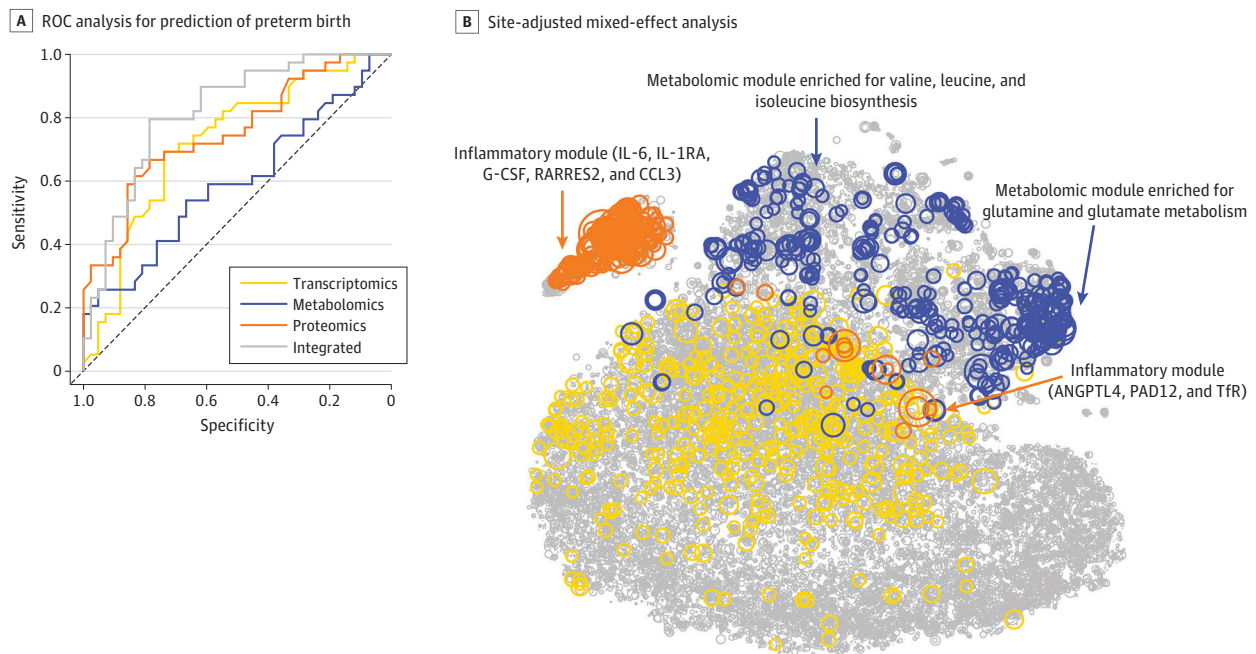 A ROC analysis for prediction of preterm birth
1.0
0.8
0.6
0.4
0.2
0
Sensitivity
1.0 0.8 0.6 0.4 0.2 0
Specificity
Transcriptomics
Metabolomics
Proteomics
Integrated
B Site-adjusted mixed-effect analysis
Metabolomic module enriched for valine, leucine, and
isoleucine biosynthesis
Inflammatory module (IL-6, IL-1RA,
G-CSF, RARRES2, and CCL3)
Metabolomic module enriched for
glutamine and glutamate metabolism
Inflammatory module
(ANGPTL4, PAD12, and TfR)